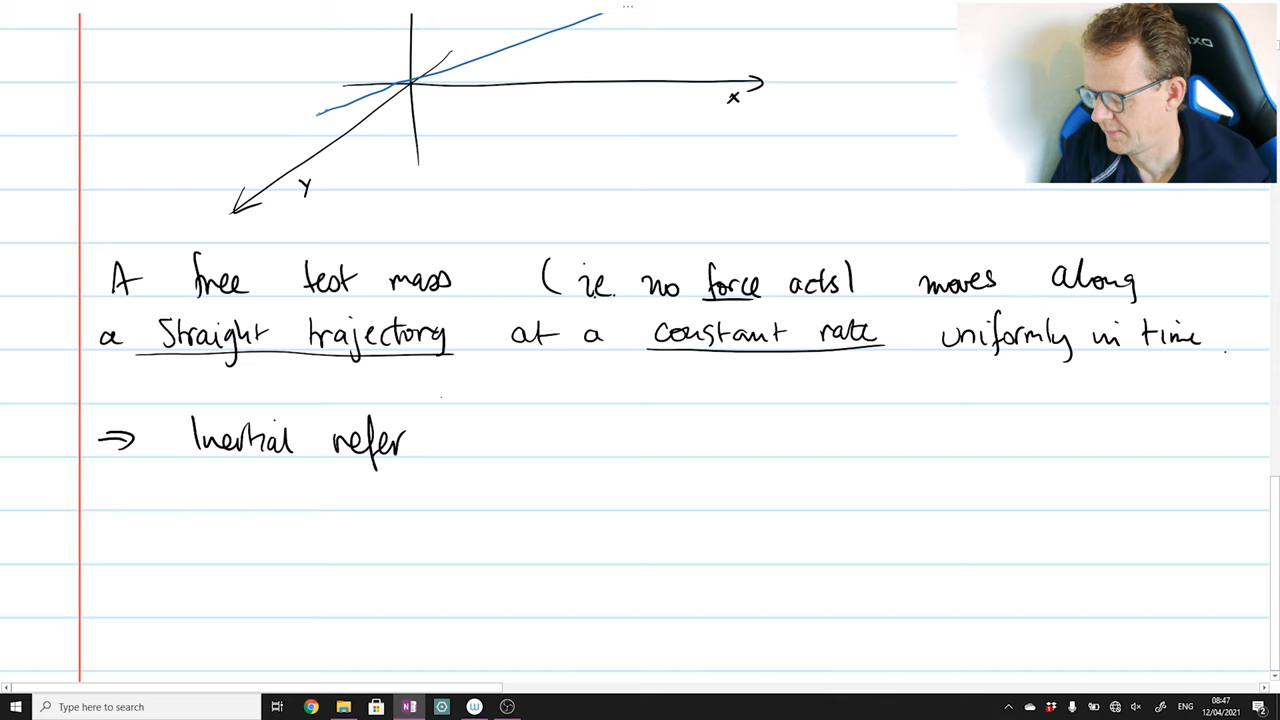 x
Y
A free test mass (i.e. no force acts) moves along
a straight trajectory at a constant rate uniformly in time.
⇒ Inertial refer
Type here to search
ENG
08:47
12/04/2021
2